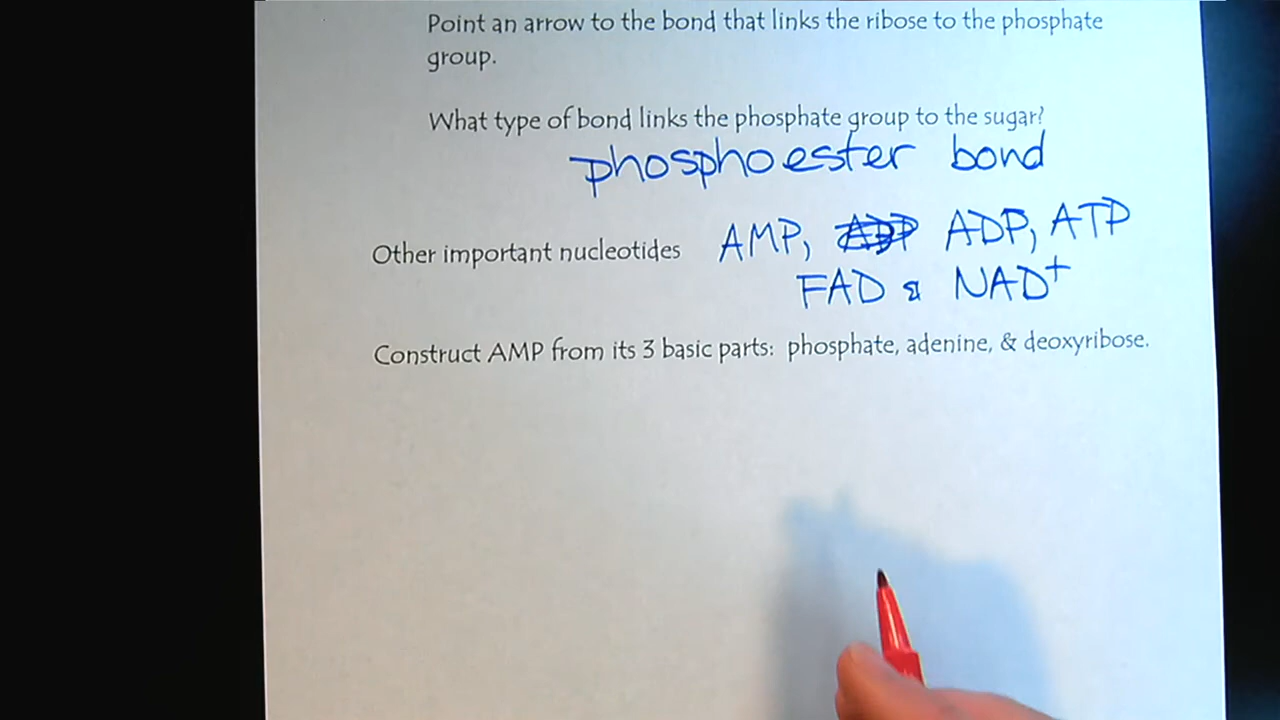 Point an arrow to the bond that links the ribose to the phosphate
group.
What type of bond links the phosphate group to the sugar?
phosphoester bond
Other important nucleotides AMP, ADP, ATP
FAD & NAD+
Construct AMP from its 3 basic parts: phosphate, adenine, & deoxyribose.